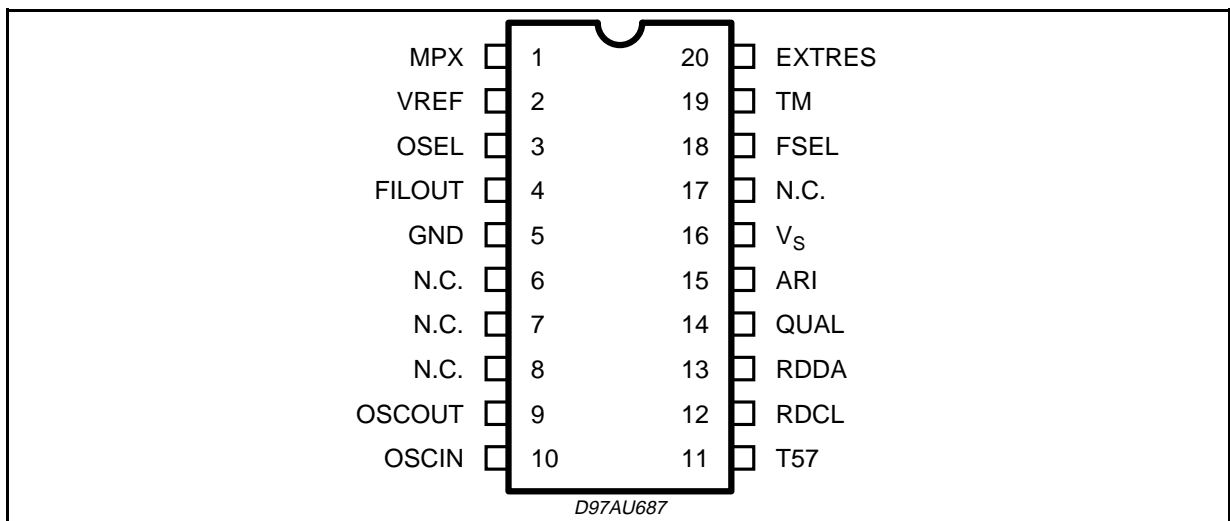 MPX 1 20 EXTRES
VREF 2 19 TM
OSEL 3 18 FSEL
FILOUT 4 17 N.C.
GND 5 16 VS
N.C. 6 15 ARI
N.C. 7 14 QUAL
N.C. 8 13 RDDA
OSCOUT 9 12 RDCL
OSCIN 10 11 T57
D97AU687